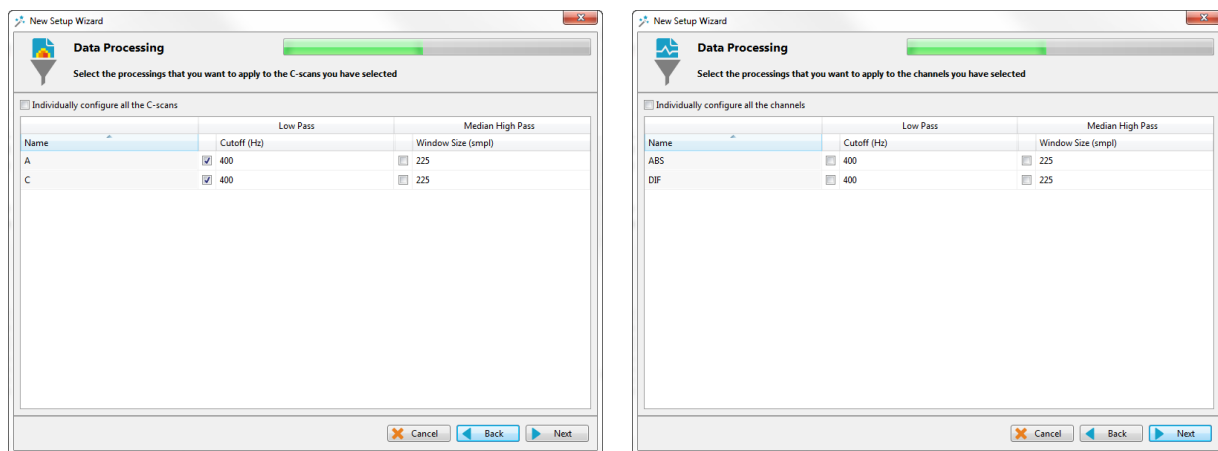 New Setup Wizard
Data Processing
Select the processings that you want to apply to the C-scans you have selected
Individually configure all the C-scans
Low Pass Median High Pass
Name Cutoff (Hz) Window Size (smpl)
A 400 225
C 400 225
Cancel Back Next
New Setup Wizard
Data Processing
Select the processings that you want to apply to the channels you have selected
Individually configure all the channels
Low Pass Median High Pass
Name Cutoff (Hz) Window Size (smpl)
ABS 400 225
DIF 400 225
Cancel Back Next